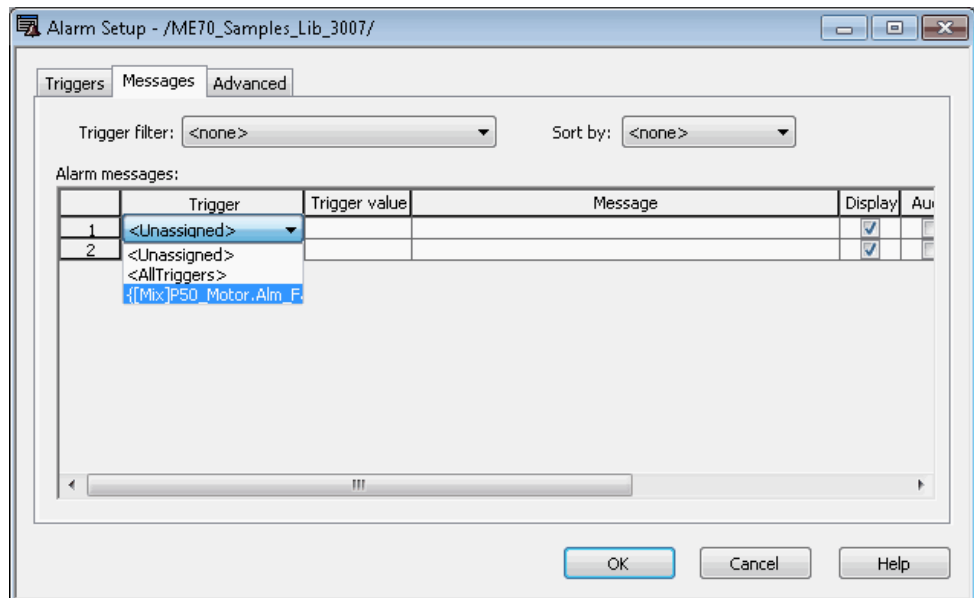 Alarm Setup - /ME70_Samples_Lib_3007/
Triggers Messages Advanced
Trigger filter: <none> Sort by: <none>
Alarm messages:
Trigger Trigger value Message Display Au
1 <Unassigned>
2 <Unassigned>
<AllTriggers>
{[Mix]P50_Motor.Alm_F
OK Cancel Help